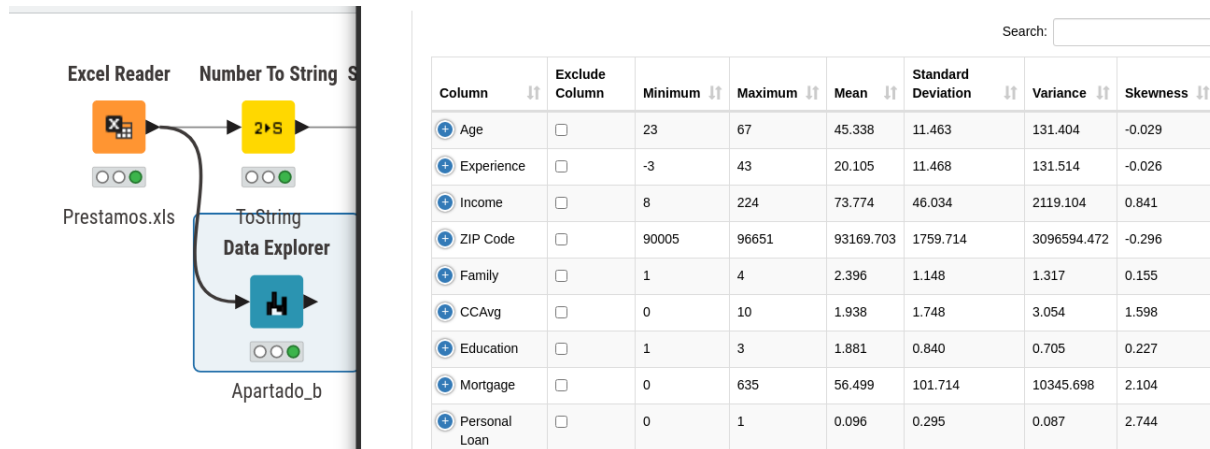 Excel Reader
Number To String S
2▸S
Prestamos.xls
ToString
Data Explorer
Apartado_b
Search:
Column Exclude Column Minimum Maximum Mean Standard Deviation Variance Skewness
Age 23 67 45.338 11.463 131.404 -0.029
Experience -3 43 20.105 11.468 131.514 -0.026
Income 8 224 73.774 46.034 2119.104 0.841
ZIP Code 90005 96651 93169.703 1759.714 3096594.472 -0.296
Family 1 4 2.396 1.148 1.317 0.155
CCAvg 0 10 1.938 1.748 3.054 1.598
Education 1 3 1.881 0.840 0.705 0.227
Mortgage 0 635 56.499 101.714 10345.698 2.104
Personal Loan 0 1 0.096 0.295 0.087 2.744